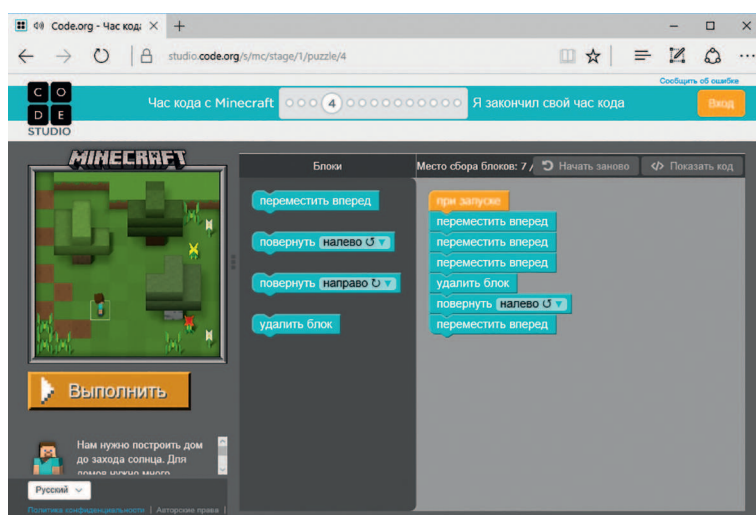 Code.org - Час кода
studio.code.org/s/mc/stage/1/puzzle/4
Сообщить об ошибке
C O
D E
STUDIO
Час кода с Minecraft
4
Я закончил свой час кода
Вход
MINECRAFT
Блоки
Место сбора блоков: 7 /
Начать заново
</> Показать код
переместить вперед
повернуть налево
повернуть направо
удалить блок
при запуске
переместить вперед
переместить вперед
переместить вперед
удалить блок
повернуть налево
переместить вперед
Выполнить
Нам нужно построить дом
до захода солнца. Для
домов нужно много
Русский
Политика конфиденциальности | Авторские права |